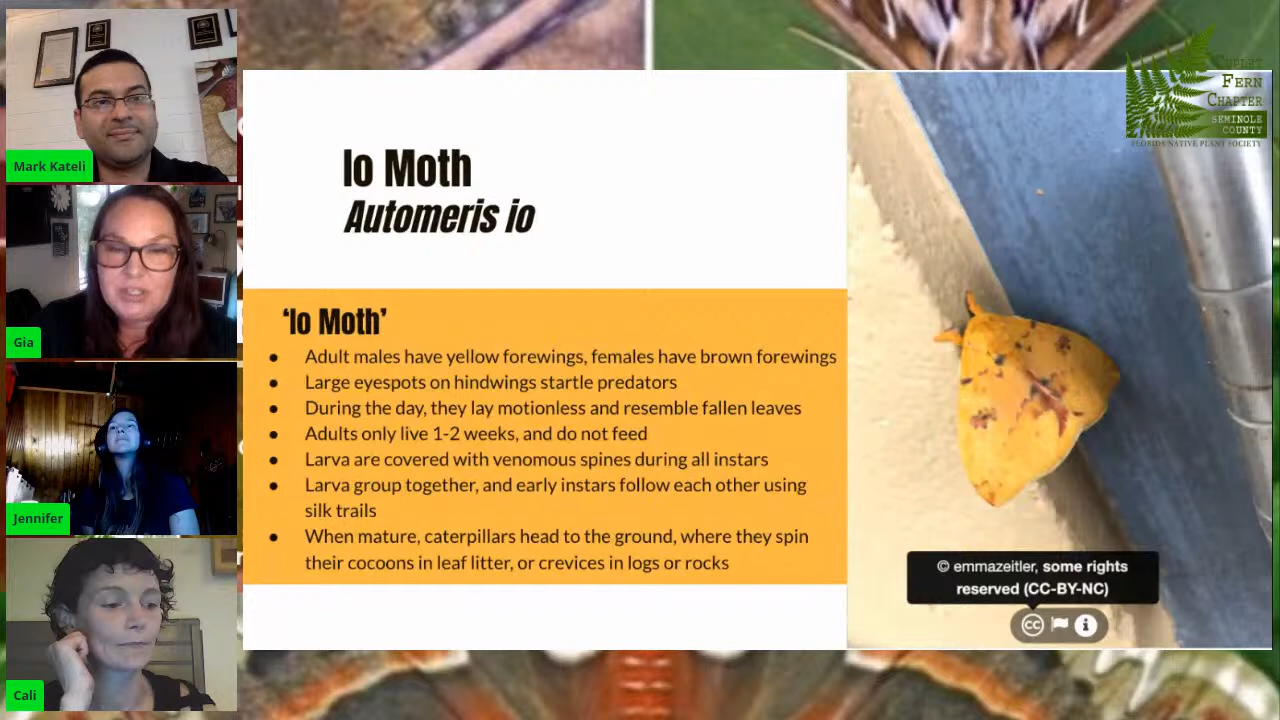 Mark Kateli
Gia
Jennifer
Cali
Io Moth
Automeris io
‘Io Moth’
● Adult males have yellow forewings, females have brown forewings
● Large eyespots on hindwings startle predators
● During the day, they lay motionless and resemble fallen leaves
● Adults only live 1-2 weeks, and do not feed
● Larva are covered with venomous spines during all instars
● Larva group together, and early instars follow each other using
silk trails
● When mature, caterpillars head to the ground, where they spin
their cocoons in leaf litter, or crevices in logs or rocks
© emmazeitler, some rights
reserved (CC-BY-NC)
CC
i
Fern
Chapter
Seminole
County
Florida Native Plant Society